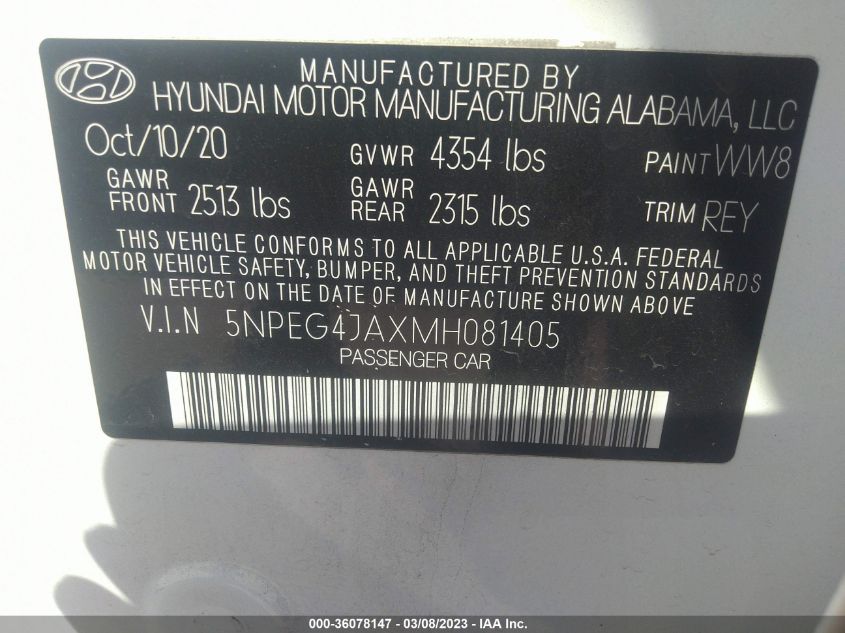 MANUFACTURED BY
HYUNDAI MOTOR MANUFACTURING ALABAMA, LLC
Oct/10/20 GVWR 4354 lbs PAINT WW8
GAWR FRONT 2513 lbs GAWR REAR 2315 lbs TRIM REY
THIS VEHICLE CONFORMS TO ALL APPLICABLE U.S.A. FEDERAL
MOTOR VEHICLE SAFETY, BUMPER, AND THEFT PREVENTION STANDARDS
IN EFFECT ON THE DATE OF MANUFACTURE SHOWN ABOVE
V.I.N 5NPEG4JAXMH081405
PASSENGER CAR
000-36078147 - 03/08/2023 - IAA Inc.